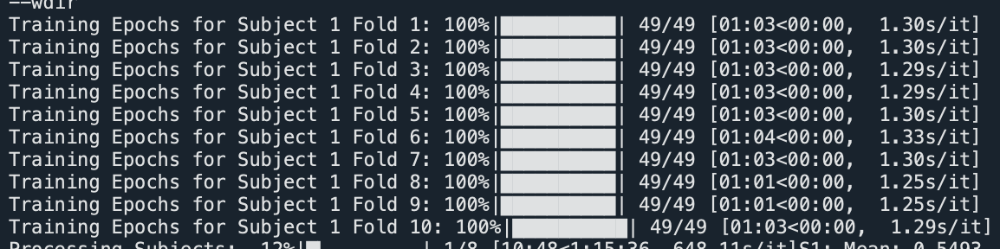 --wdir
Training Epochs for Subject 1 Fold 1: 100%|██████████| 49/49 [01:03<00:00,  1.30s/it]
Training Epochs for Subject 1 Fold 2: 100%|██████████| 49/49 [01:03<00:00,  1.30s/it]
Training Epochs for Subject 1 Fold 3: 100%|██████████| 49/49 [01:03<00:00,  1.29s/it]
Training Epochs for Subject 1 Fold 4: 100%|██████████| 49/49 [01:03<00:00,  1.29s/it]
Training Epochs for Subject 1 Fold 5: 100%|██████████| 49/49 [01:03<00:00,  1.30s/it]
Training Epochs for Subject 1 Fold 6: 100%|██████████| 49/49 [01:04<00:00,  1.33s/it]
Training Epochs for Subject 1 Fold 7: 100%|██████████| 49/49 [01:03<00:00,  1.30s/it]
Training Epochs for Subject 1 Fold 8: 100%|██████████| 49/49 [01:01<00:00,  1.25s/it]
Training Epochs for Subject 1 Fold 9: 100%|██████████| 49/49 [01:01<00:00,  1.25s/it]
Training Epochs for Subject 1 Fold 10: 100%|██████████| 49/49 [01:03<00:00,  1.29s/it]
Processing Subjects:  12%|█         | 1/8 [10:48<1:15:36, 648.11s/it]S1: Mean: 0.5493